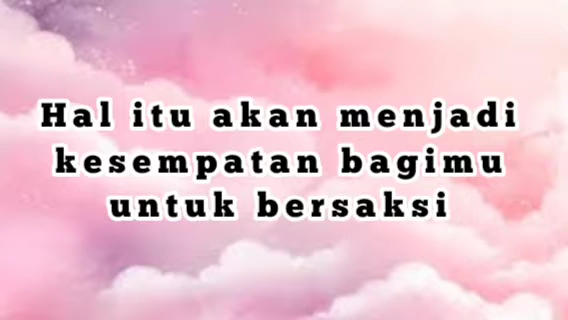 Hal itu akan menjadi
kesempatan bagimu
untuk bersaksi